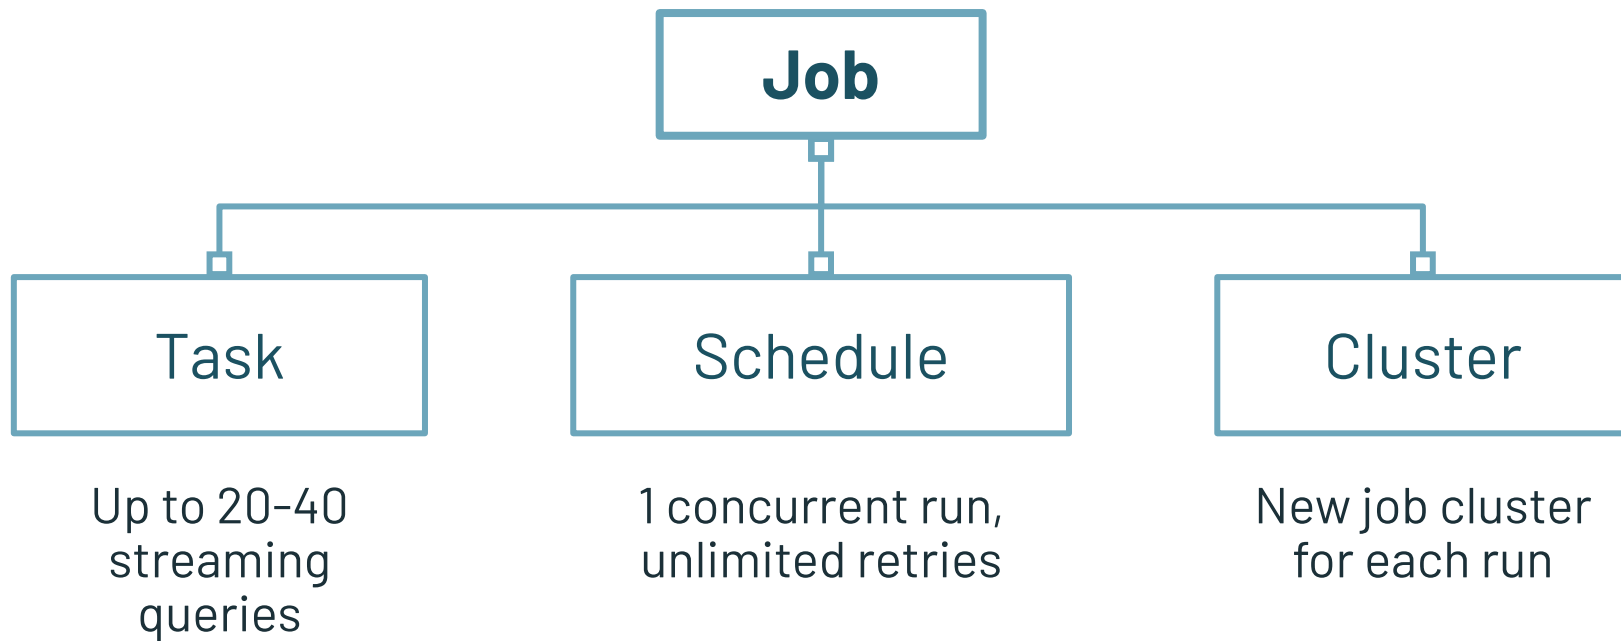 Job
Task
Schedule
Cluster
Up to 20-40
streaming
queries
1 concurrent run,
unlimited retries
New job cluster
for each run